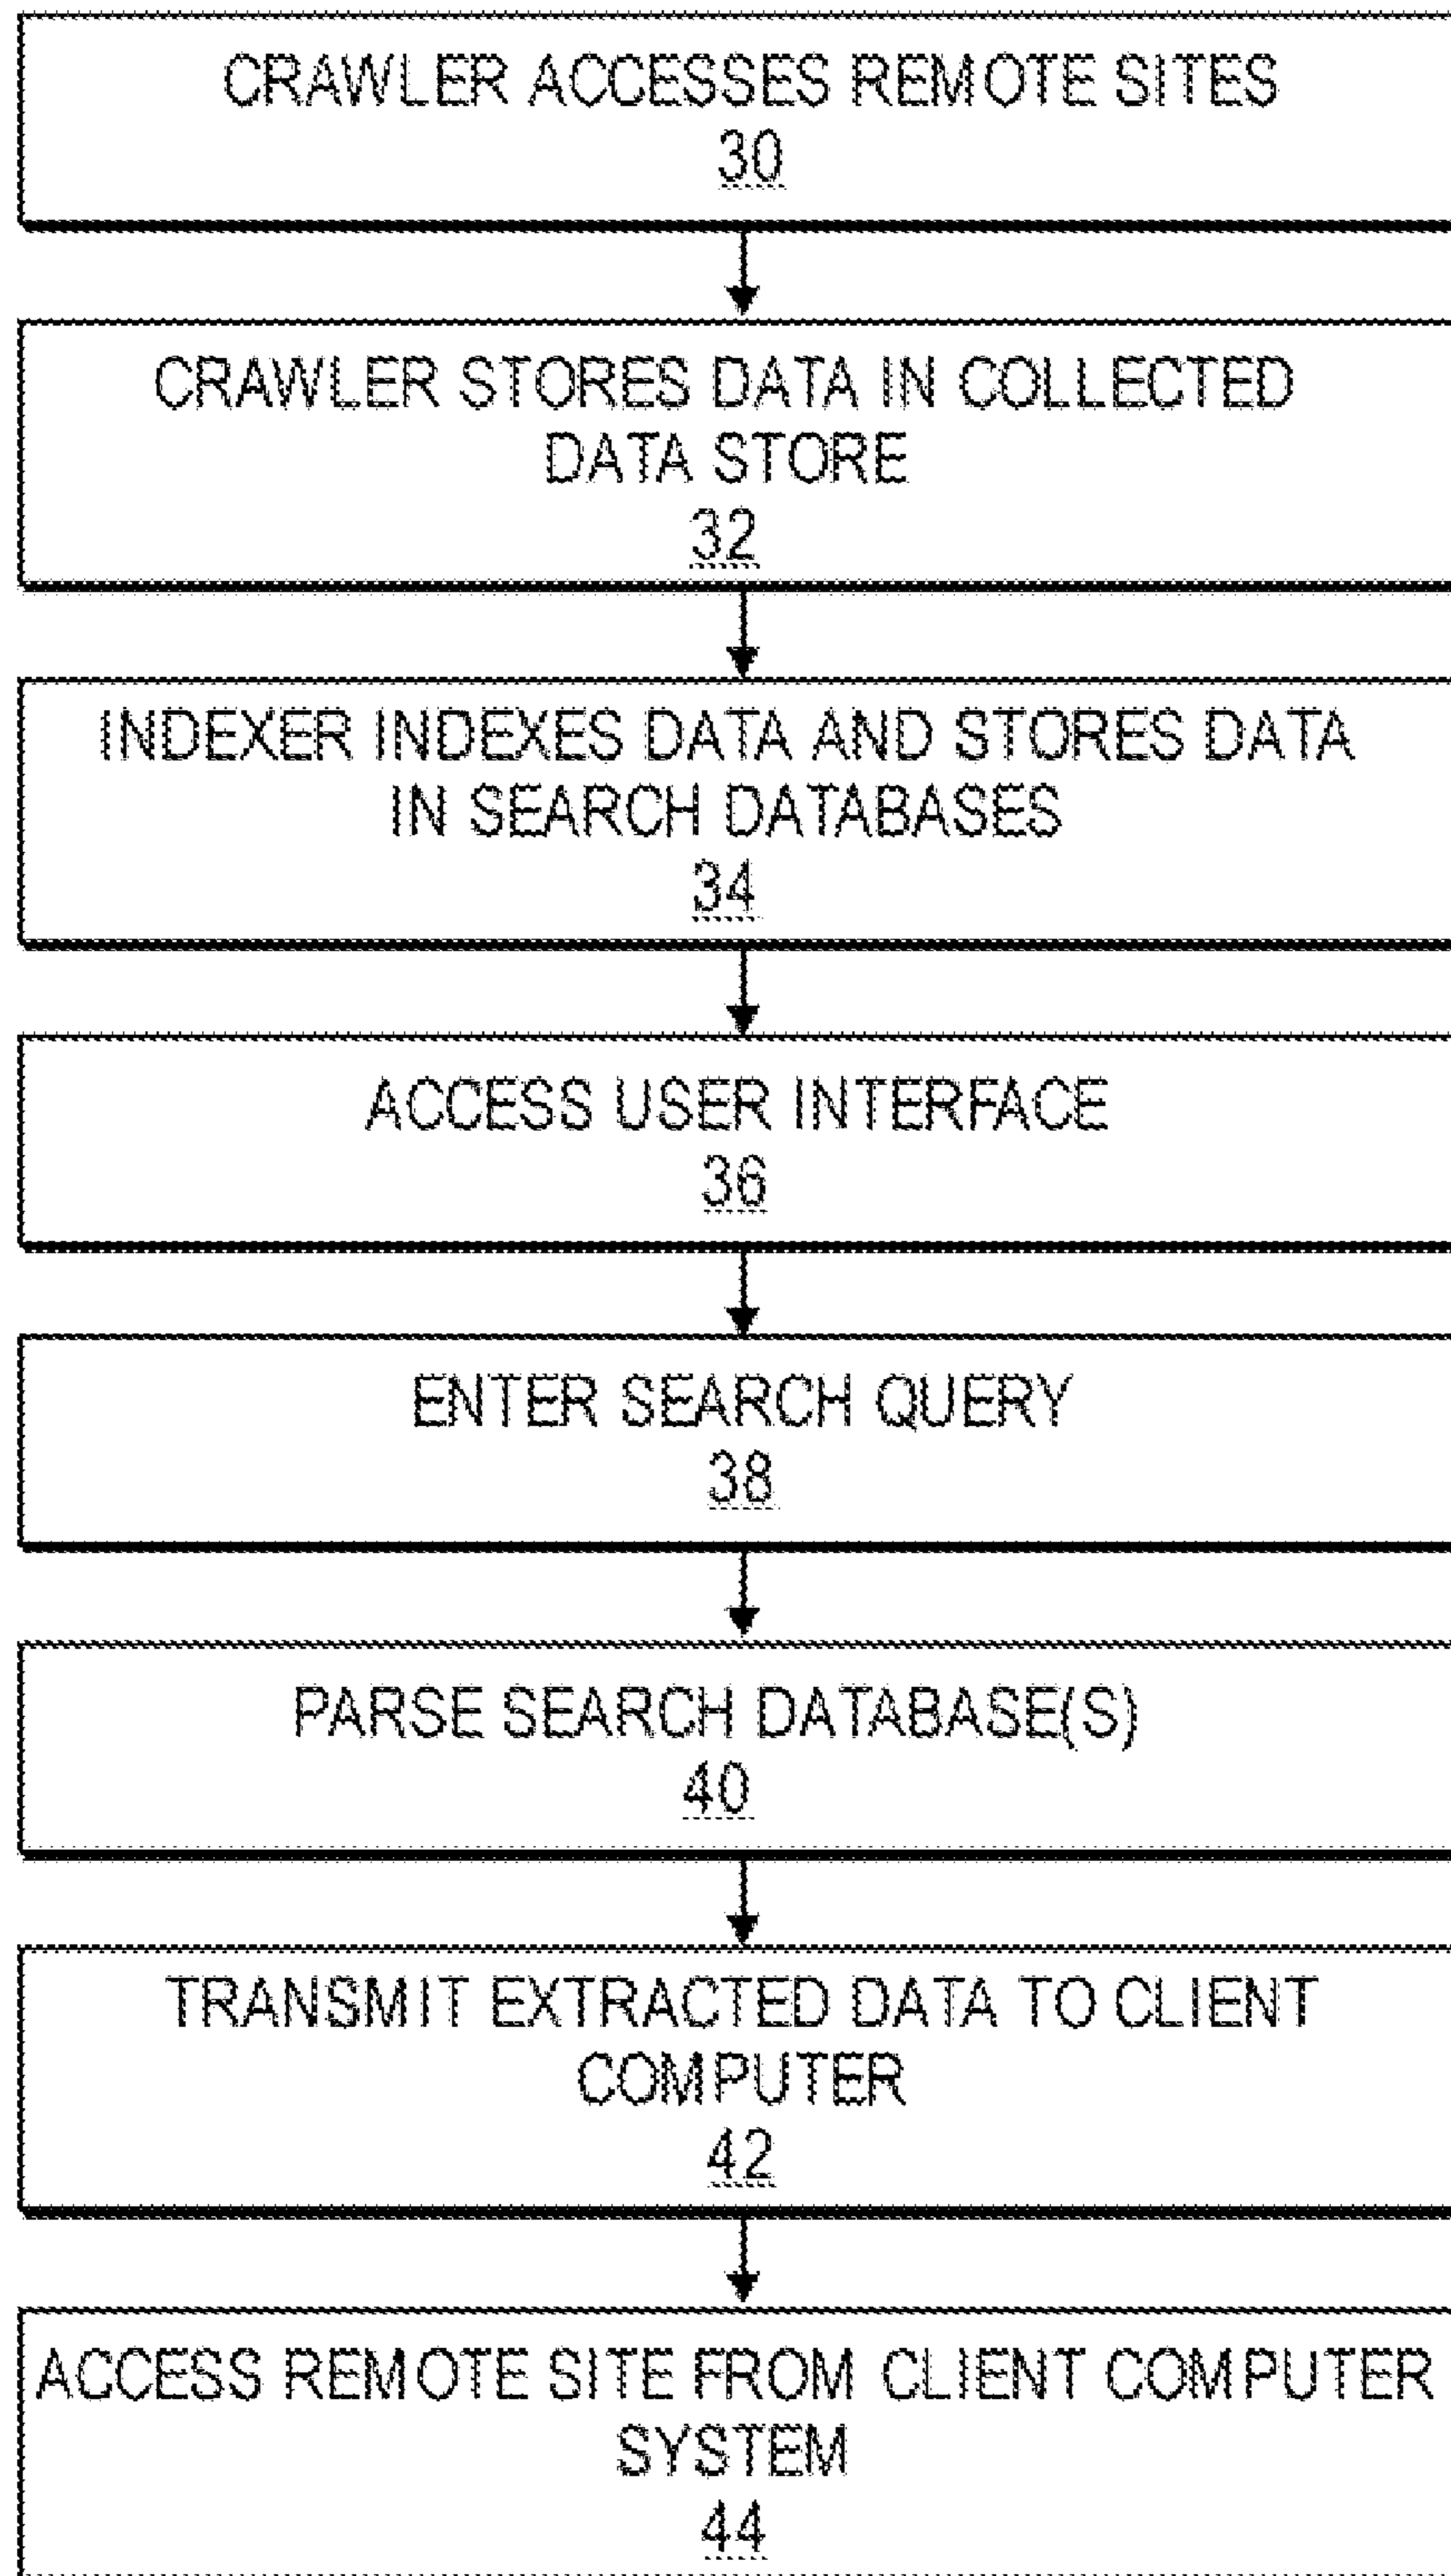 CRAWLER ACCESSES REMOTE SITES
30
CRAWLER STORES DATA IN COLLECTED
DATA STORE
32
INDEXER INDEXES DATA AND STORES DATA
IN SEARCH DATABASES
34
ACCESS USER INTERFACE
36
ENTER SEARCH QUERY
38
PARSE SEARCH DATABASE(S)
40
TRANSMIT EXTRACTED DATA TO CLIENT
COMPUTER
42
ACCESS REMOTE SITE FROM CLIENT COMPUTER
SYSTEM
44